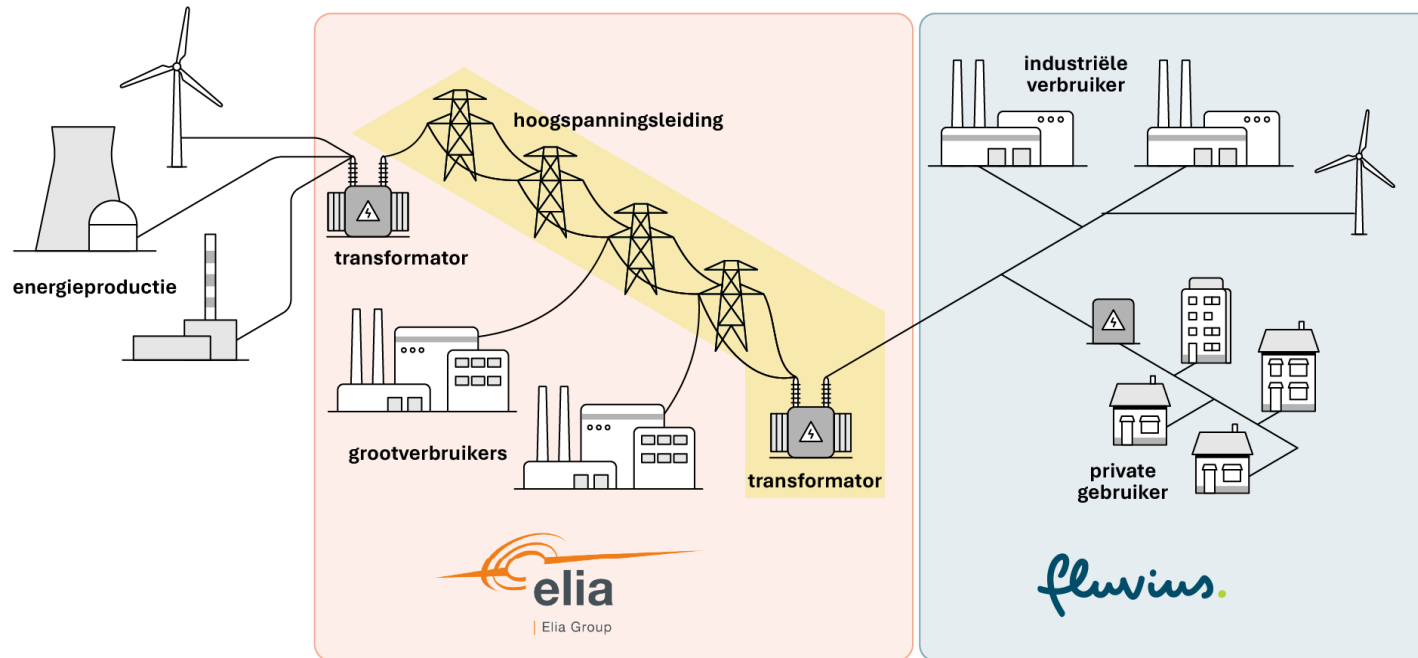 energieproductie
transformator
hoogspanningsleiding
grootverbruikers
transformator
elia
| Elia Group
industriële
verbruiker
private
gebruiker
fluvius.